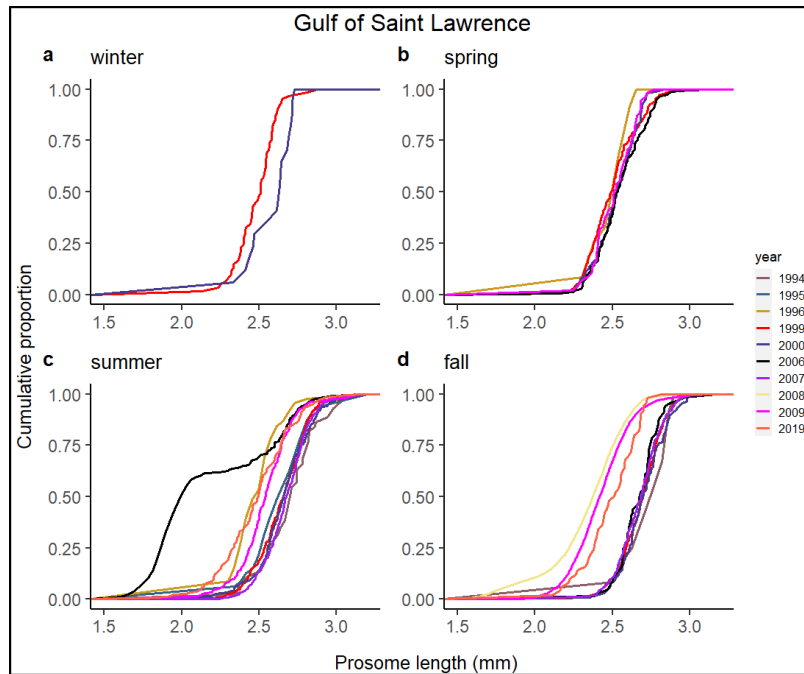 Gulf of Saint Lawrence
a winter
b spring
1.00
0.75
0.50
0.25
0.00
1.5 2.0 2.5 3.0
1.00
0.75
0.50
0.25
0.00
1.5 2.0 2.5 3.0
c summer
d fall
1.00
0.75
0.50
0.25
0.00
1.5 2.0 2.5 3.0
1.00
0.75
0.50
0.25
0.00
1.5 2.0 2.5 3.0
Cumulative proportion
Prosome length (mm)
year
1994
1995
1996
1999
2000
2006
2007
2008
2009
2019